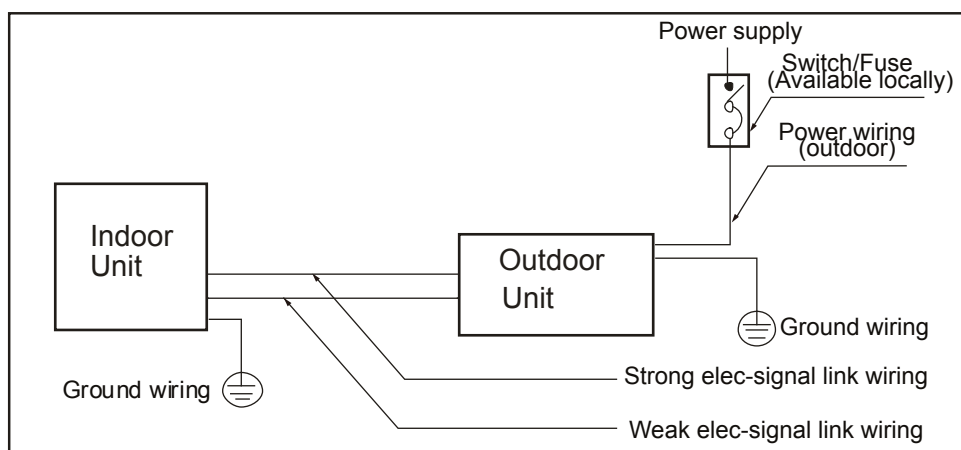 Power supply
Switch/Fuse
(Available locally)
Power wiring
(outdoor)
Indoor
Unit
Outdoor
Unit
Ground wiring
Ground wiring
Strong elec-signal link wiring
Weak elec-signal link wiring